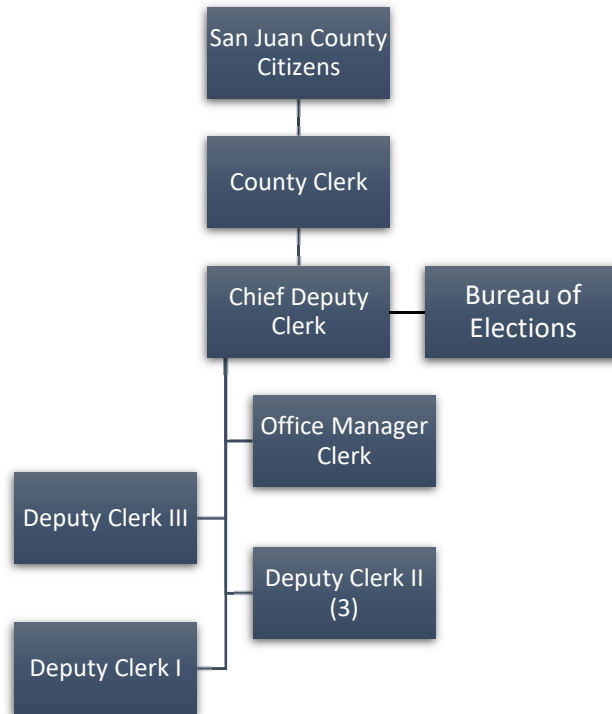 San Juan County
Citizens
County Clerk
Chief Deputy
Clerk
Bureau of
Elections
Office Manager
Clerk
Deputy Clerk III
Deputy Clerk II
(3)
Deputy Clerk I